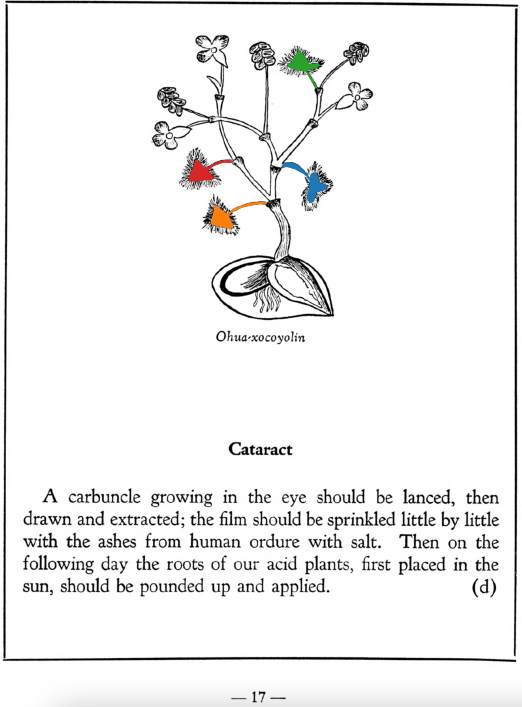 Ohua-xocoyolin
Cataract
A carbuncle growing in the eye should be lanced, then
drawn and extracted; the film should be sprinkled little by little
with the ashes from human ordure with salt. Then on the
following day the roots of our acid plants, first placed in the
sun, should be pounded up and applied. (d)
— 17 —